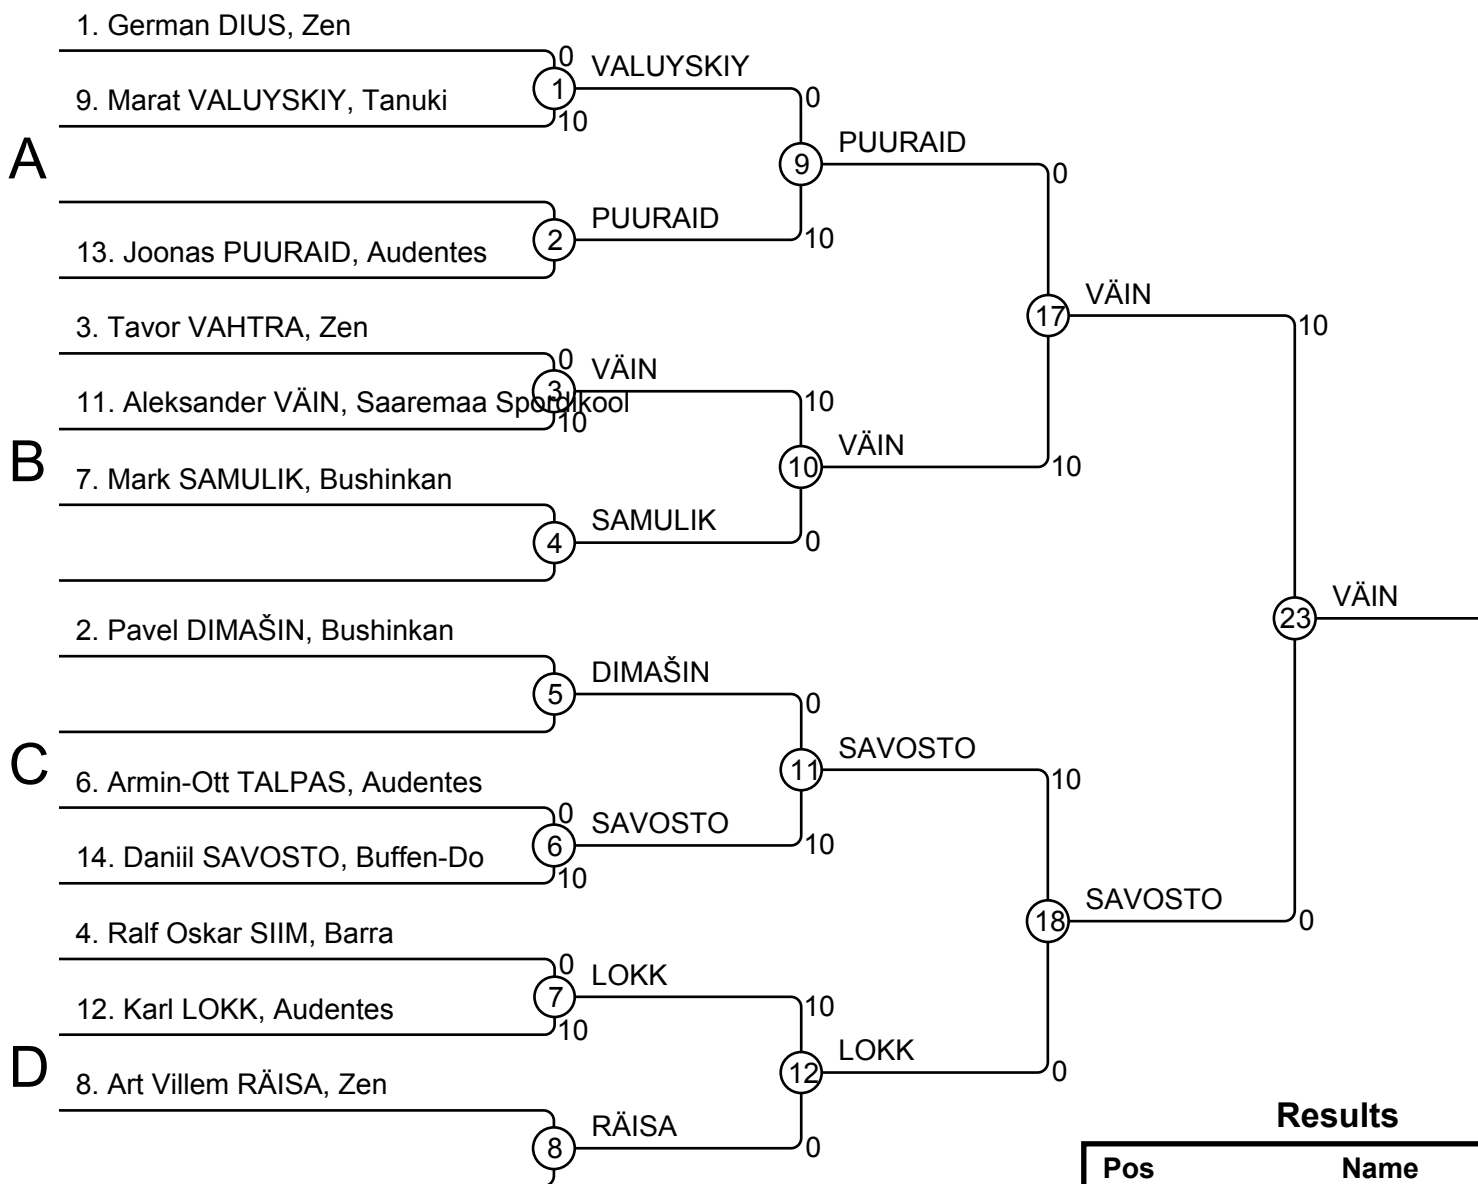 1. German DIUS, Zen
0
VALUYSKIY
1
9. Marat VALUYSKIY, Tanuki
10
0
A
PUURAID
9
0
PUURAID
2
10
13. Joonas PUURAID, Audentes
VÄIN
17
10
3. Tavor VAHTRA, Zen
0
VÄIN
3
11. Aleksander VÄIN, Saaremaa Spordikool
10
10
B
VÄIN
10
10
7. Mark SAMULIK, Bushinkan
SAMULIK
4
0
VÄIN
23
2. Pavel DIMAŠIN, Bushinkan
DIMAŠIN
5
0
C
SAVOSTO
11
10
6. Armin-Ott TALPAS, Audentes
0
SAVOSTO
6
10
14. Daniil SAVOSTO, Buffen-Do
10
SAVOSTO
18
0
4. Ralf Oskar SIIM, Barra
0
LOKK
7
10
12. Karl LOKK, Audentes
10
D
LOKK
12
0
8. Art Villem RÄISA, Zen
RÄISA
8
0
Results
Pos Name